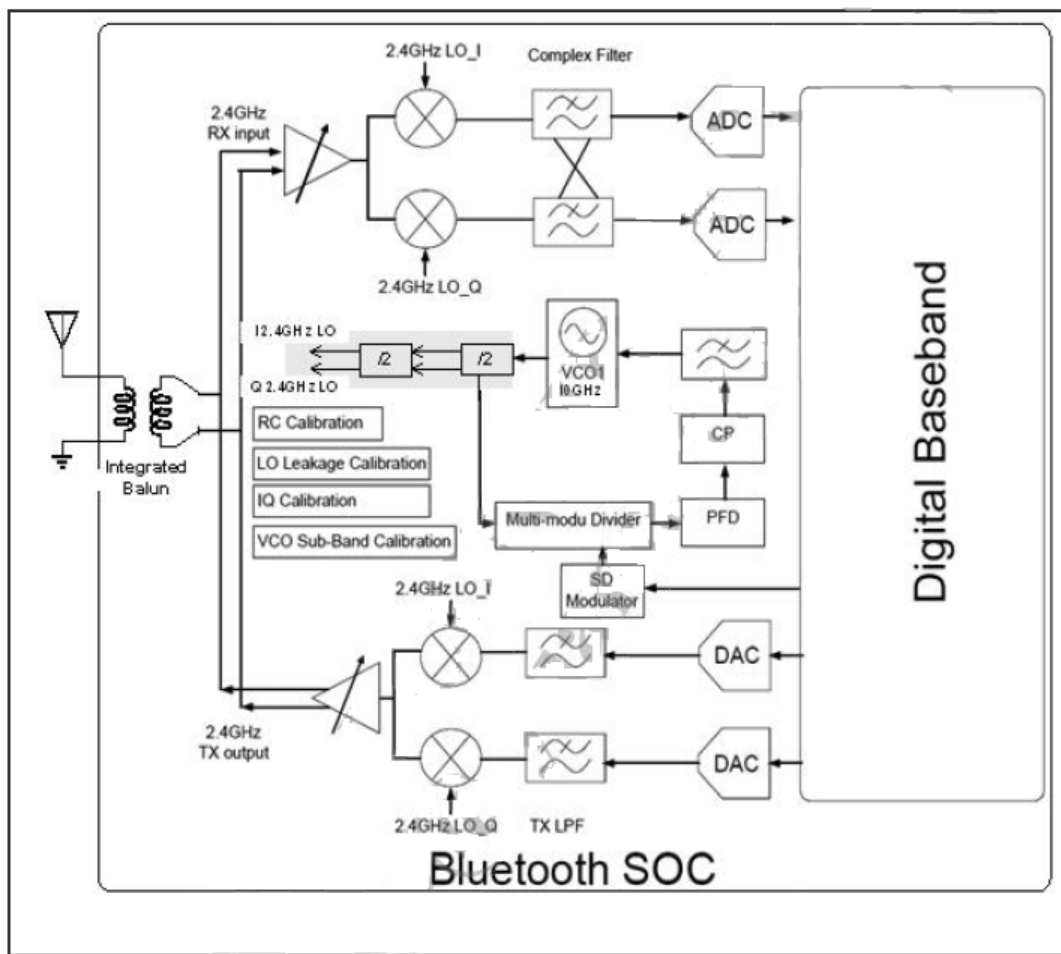 2.4GHz LO_I
Complex Filter
2.4GHz
RX input
ADC
ADC
2.4GHz LO_Q
Digital Baseband
I2.4GHz LO
/2
/2
VCO1
10GHz
Q 2.4GHz LO
RC Calibration
CP
LO Leakage Calibration
Integrated
Balun
IQ Calibration
Multi-modu Divider
PFD
VCO Sub-Band Calibration
SD
Modulator
2.4GHz LO_I
DAC
2.4GHz
TX output
DAC
2.4GHz LO_Q
TX LPF
Bluetooth SOC